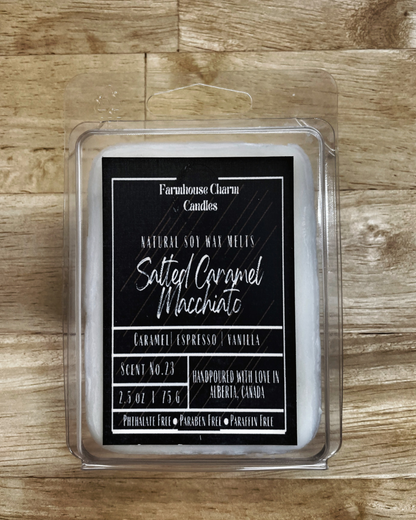 Farmhouse Charm
Candles
NATURAL SOY WAX MELTS
Salted Caramel
Macchiato
CARAMEL| ESPRESSO | VANILLA
SCENT NO.23
HANDPOURED WITH LOVE IN
ALBERTA, CANADA
2.5 OZ | 75 G
PHTHALATE FREE ● PARABEN FREE ● PARAFFIN FREE